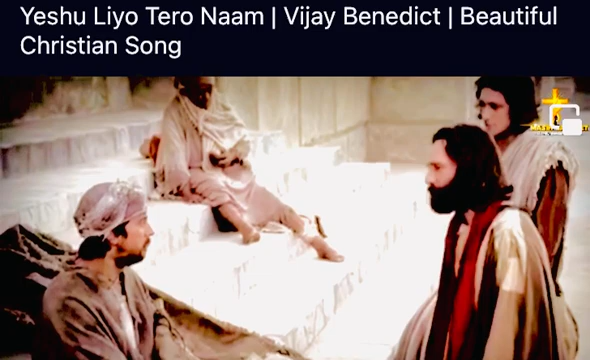 Yeshu Liyo Tero Naam | Vijay Benedict | Beautiful
Christian Song